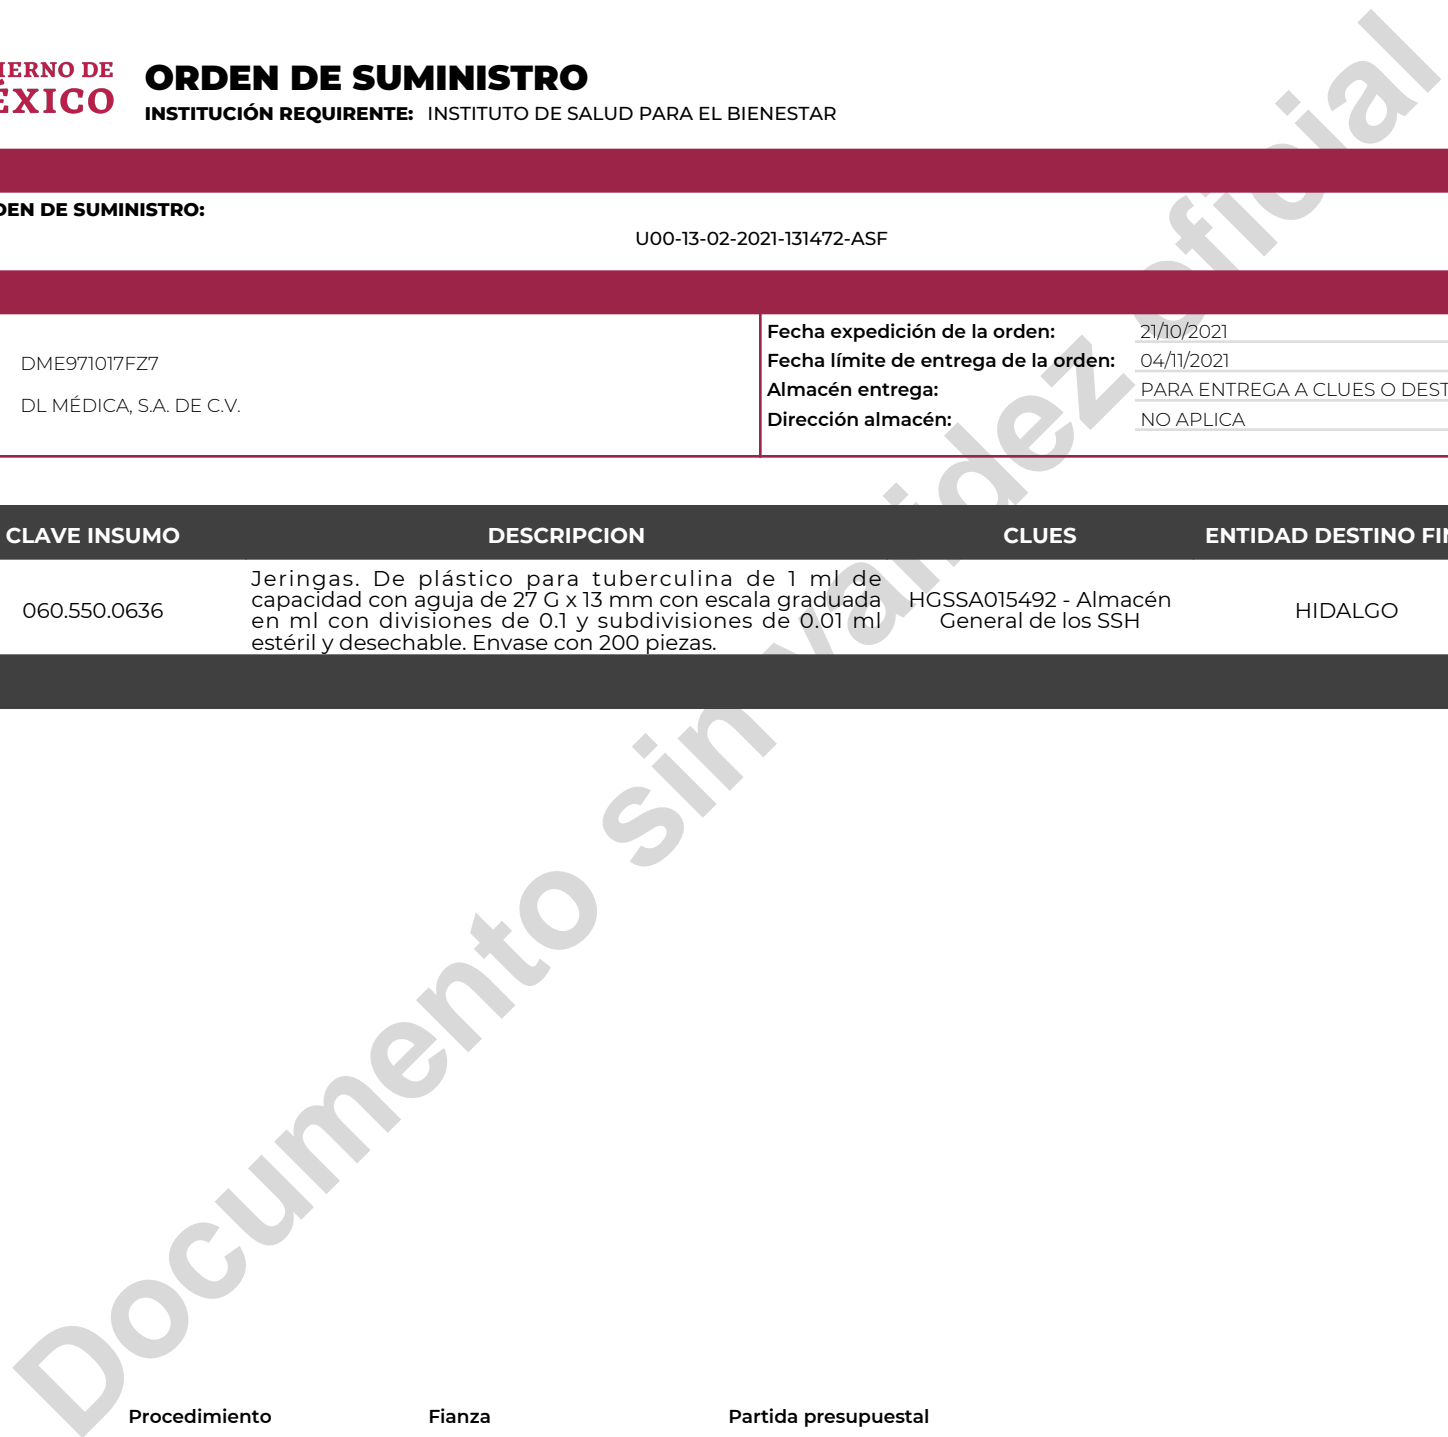 IERNO DE
ÉXICO
ORDEN DE SUMINISTRO
INSTITUCIÓN REQUIRENTE: INSTITUTO DE SALUD PARA EL BIENESTAR
DEN DE SUMINISTRO:
U00-13-02-2021-131472-ASF
DME971017FZ7
DL MÉDICA, S.A. DE C.V.
Fecha expedición de la orden: 21/10/2021
Fecha límite de entrega de la orden: 04/11/2021
Almacén entrega: PARA ENTREGA A CLUES O DEST
Dirección almacén: NO APLICA
CLAVE INSUMO DESCRIPCION CLUES ENTIDAD DESTINO FIN
060.550.0636
Jeringas. De plástico para tuberculina de 1 ml de
capacidad con aguja de 27 G x 13 mm con escala graduada
en ml con divisiones de 0.1 y subdivisiones de 0.01 ml
estéril y desechable. Envase con 200 piezas.
HGSSA015492 - Almacén
General de los SSH
HIDALGO
Documento sin validez oficial
Procedimiento Fianza Partida presupuestal